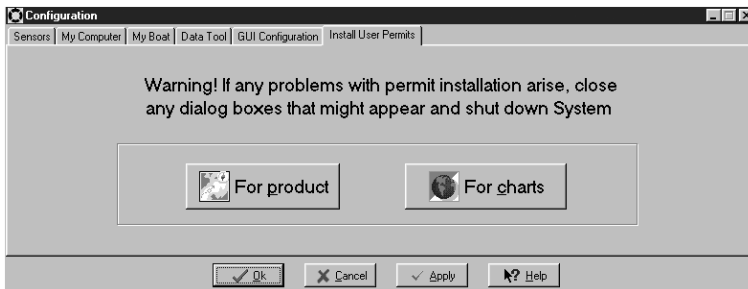 Configuration
Sensors My Computer My Boat Data Tool GUI Configuration Install User Permits
Warning! If any problems with permit installation arise, close
any dialog boxes that might appear and shut down System
For product For charts
Ok Cancel Apply Help